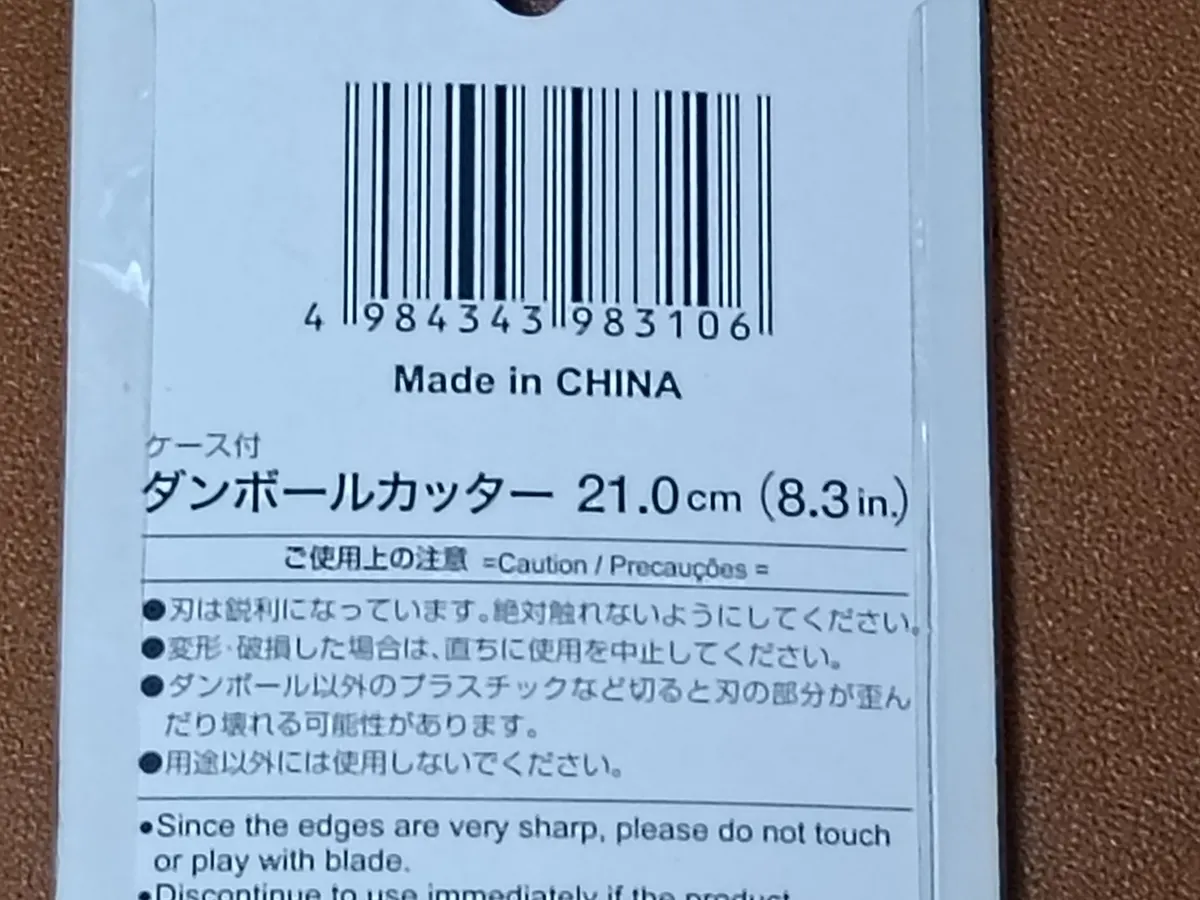 4 984343 983106
Made in CHINA
ケース付
ダンボールカッター 21.0cm (8.3in.)
ご使用上の注意 =Caution / Precauções =
●刃は鋭利になっています。絶対触れないようにしてください。
●変形・破損した場合は、直ちに使用を中止してください。
●ダンボール以外のプラスチックなど切ると刃の部分が歪ん
だり壊れる可能性があります。
●用途以外には使用しないでください。
•Since the edges are very sharp, please do not touch
or play with blade.
•Discontinue to use immediately if the product